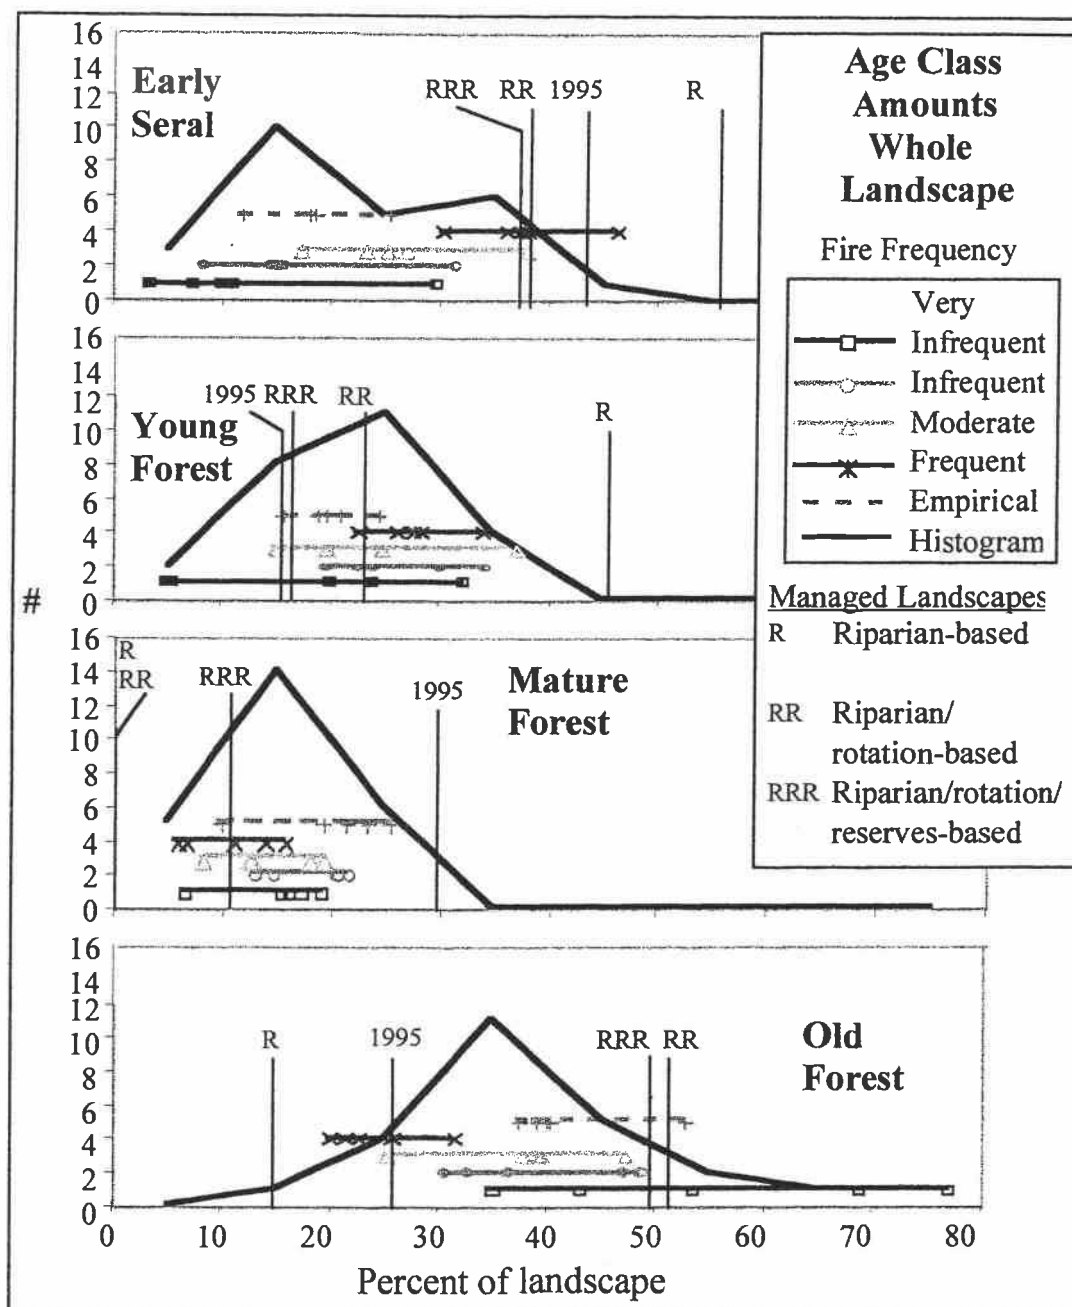 16
14
12
10
8
6
4
2
0
Early
Seral
RRR RR 1995 R
16
14
12
10
8
6
4
2
0
Young
Forest
1995 RRR RR R
#
16
14
12
10
8
6
4
2
0
R
RR
RRR
1995
Mature
Forest
16
14
12
10
8
6
4
2
0
R 1995 RRR RR
Old
Forest
0 10 20 30 40 50 60 70 80
Percent of landscape
Age Class
Amounts
Whole
Landscape
Fire Frequency
Very
Infrequent
Infrequent
Moderate
Frequent
Empirical
Histogram
Managed Landscapes
R Riparian-based
RR Riparian/
rotation-based
RRR Riparian/rotation/
reserves-based